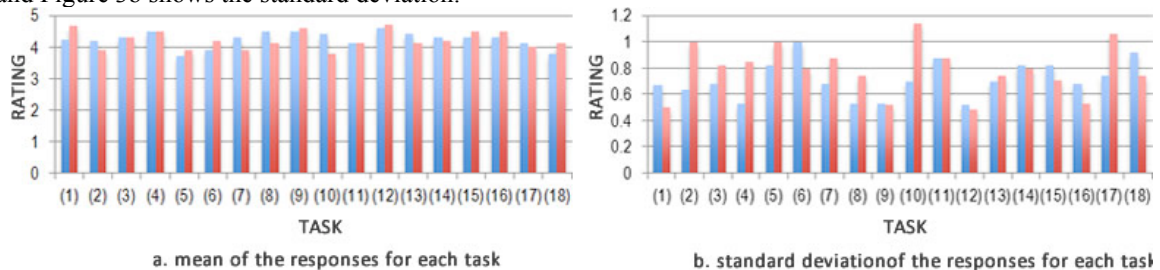 and Figure 3b shows the standard deviation.
5
4
3
2
1
0
RATING
(1) (2) (3) (4) (5) (6) (7) (8) (9) (10) (11) (12) (13) (14) (15) (16) (17) (18)
TASK
a. mean of the responses for each task
1.2
1
0.8
0.6
0.4
0.2
0
RATING
(1) (2) (3) (4) (5) (6) (7) (8) (9) (10) (11) (12) (13) (14) (15) (16) (17) (18)
TASK
b. standard deviationof the responses for each task